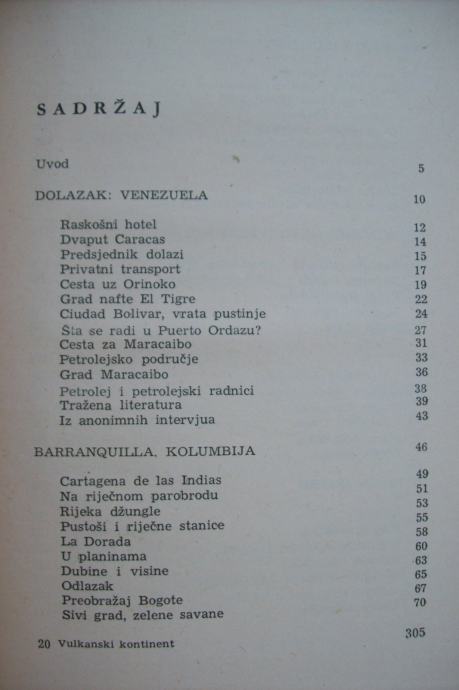 SADRŽAJ
Uvod 5
DOLAZAK: VENEZUELA 10
Raskošni hotel 12
Dvaput Caracas 14
Predsjednik dolazi 15
Privatni transport 17
Cesta uz Orinoko 19
Grad nafte El Tigre 22
Ciudad Bolivar, vrata pustinje 24
Šta se radi u Puerto Ordazu? 27
Cesta za Maracaibo 31
Petrolejsko područje 33
Grad Maracaibo 36
Petrolej i petrolejski radnici 38
Tražena literatura 39
Iz anonimnih intervjua 43
BARRANQUILLA, KOLUMBIJA 46
Cartagena de las Indias 49
Na riječnom parobrodu 51
Rijeka džungle 53
Pustoši i riječne stanice 55
La Dorada 58
U planinama 60
Dubine i visine 63
Odlazak 65
Preobražaj Bogote 67
Sivi grad, zelene savane 70
20 Vulkanski kontinent 305